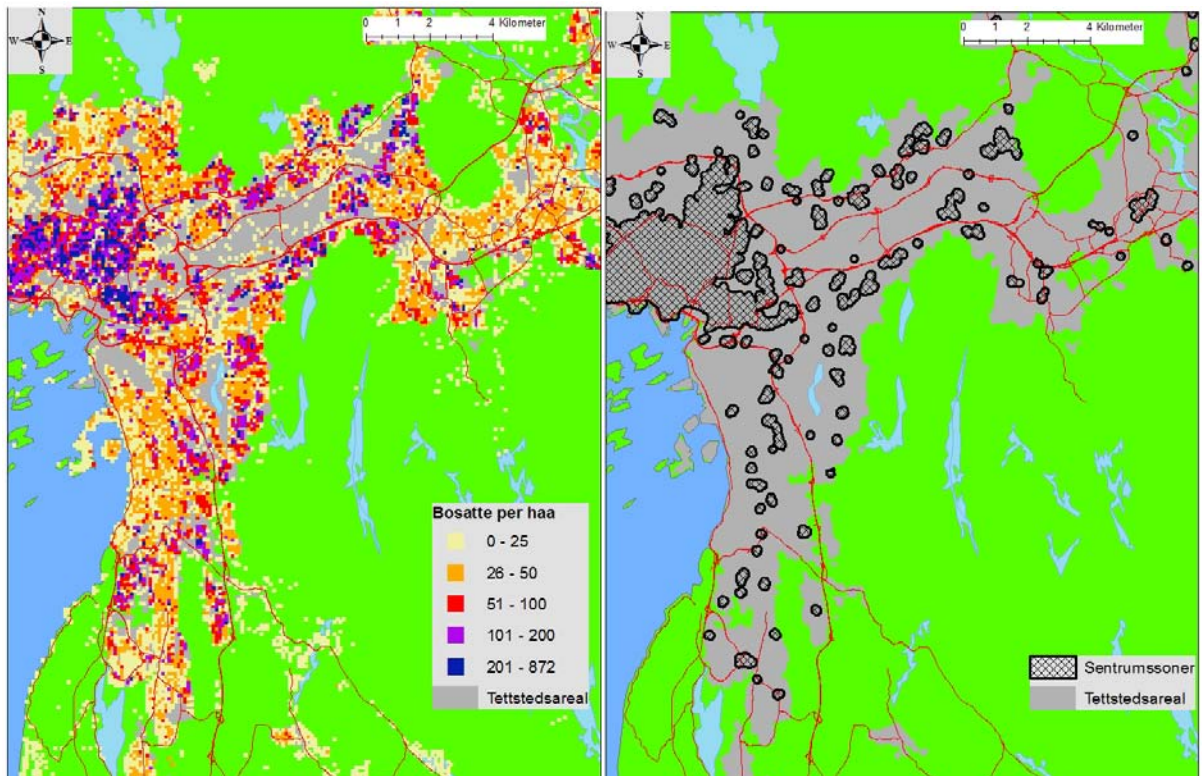 N
W E
S
0 1 2 4 Kilometer
Bosatte per haa
0 - 25
26 - 50
51 - 100
101 - 200
201 - 872
Tettstedsareal
N
W E
S
0 1 2 4 Kilometer
Sentrumssoner
Tettstedsareal